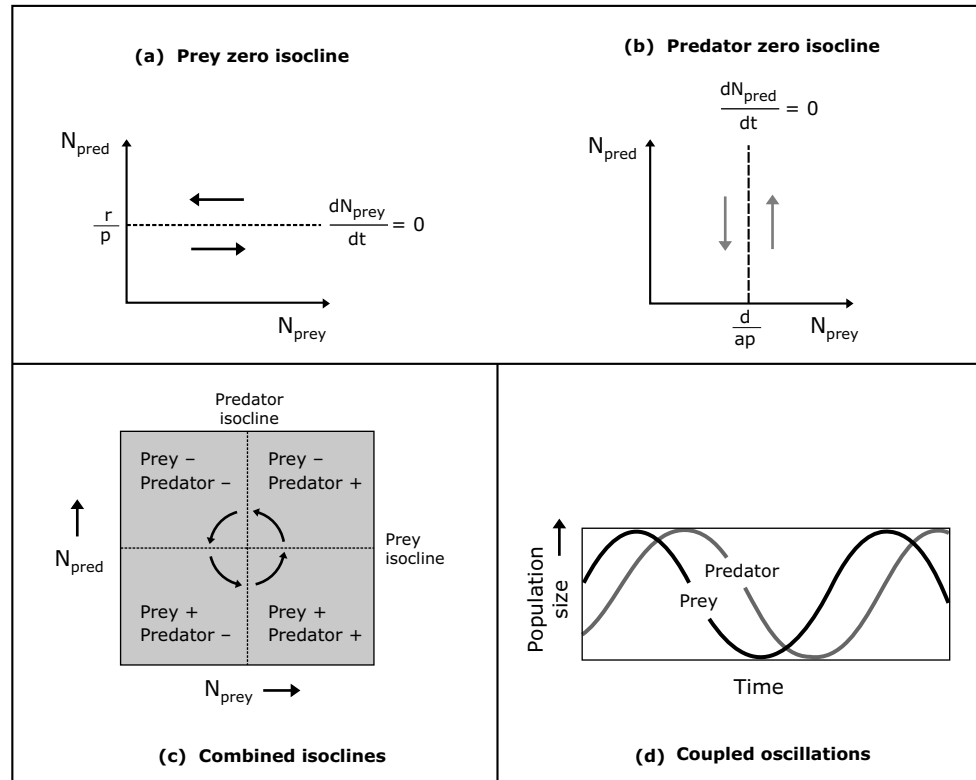 (a) Prey zero isocline
N_pred
r
p
dN_prey
dt
= 0
N_prey
(b) Predator zero isocline
dN_pred
dt
= 0
N_pred
d
ap
N_prey
Predator
isocline
Prey –
Predator –
Prey –
Predator +
N_pred
Prey
isocline
Prey +
Predator –
Prey +
Predator +
N_prey
(c) Combined isoclines
Population
size
Predator
Prey
Time
(d) Coupled oscillations